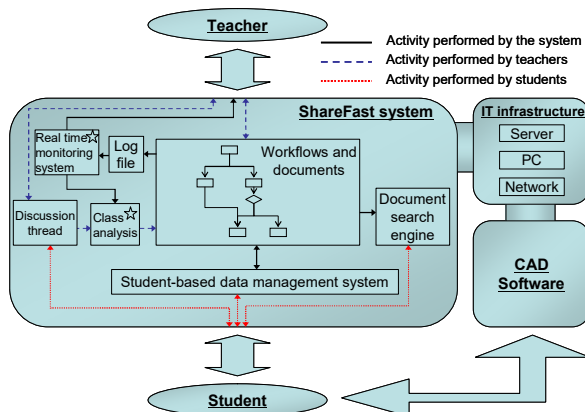 Teacher
Activity performed by the system
Activity performed by teachers
Activity performed by students
ShareFast system
IT infrastructure
Server
PC
Network
Real time
monitoring
system
Log
file
Workflows and
documents
Discussion
thread
Class
analysis
Document
search
engine
Student-based data management system
CAD
Software
Student